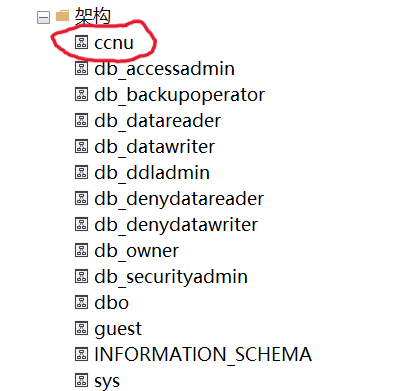 架构
ccnu
db_accessadmin
db_backupoperator
db_datareader
db_datawriter
db_ddladmin
db_denydatareader
db_denydatawriter
db_owner
db_securityadmin
dbo
guest
INFORMATION_SCHEMA
sys